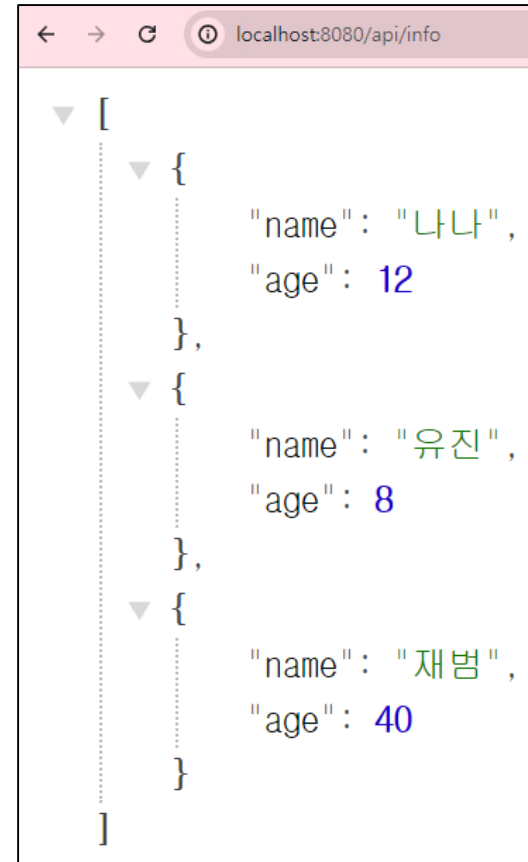 localhost:8080/api/info
[
{
"name": "나나",
"age": 12
},
{
"name": "유진",
"age": 8
},
{
"name": "재범",
"age": 40
}
]